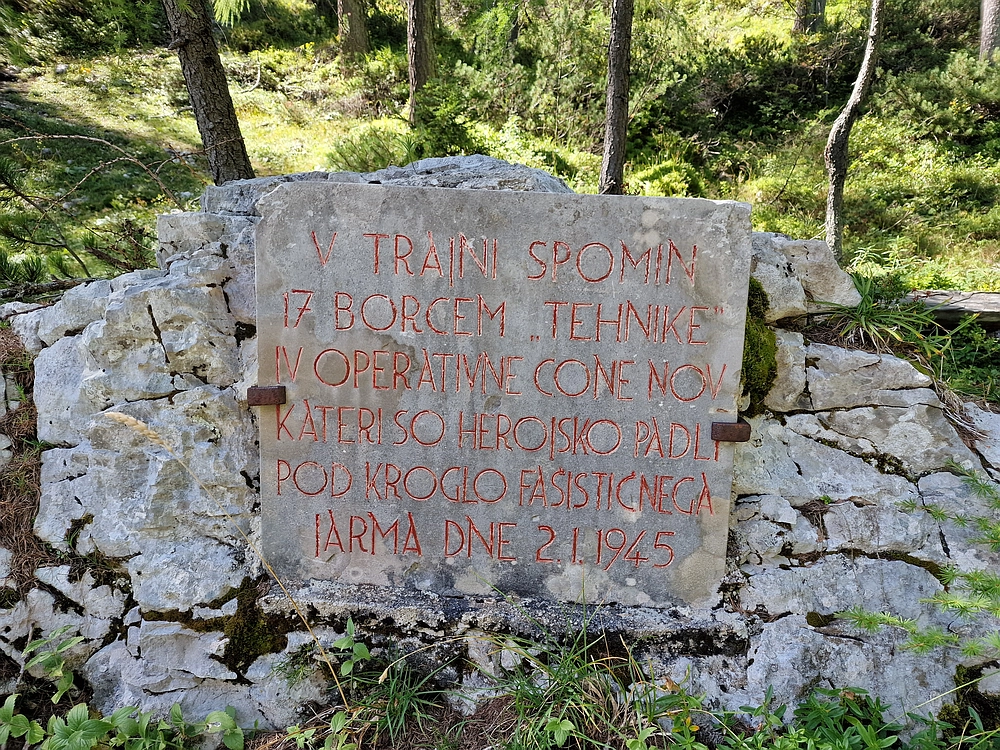 V TRAJNI SPOMIN
17 BORCEM „TEHNIKE"
IV OPERATIVNE CONE NOV
KATERI SO HEROJSKO PADLI
POD KROGLO FAŠISTIČNEGA
JARMA DNE 2.I.1945